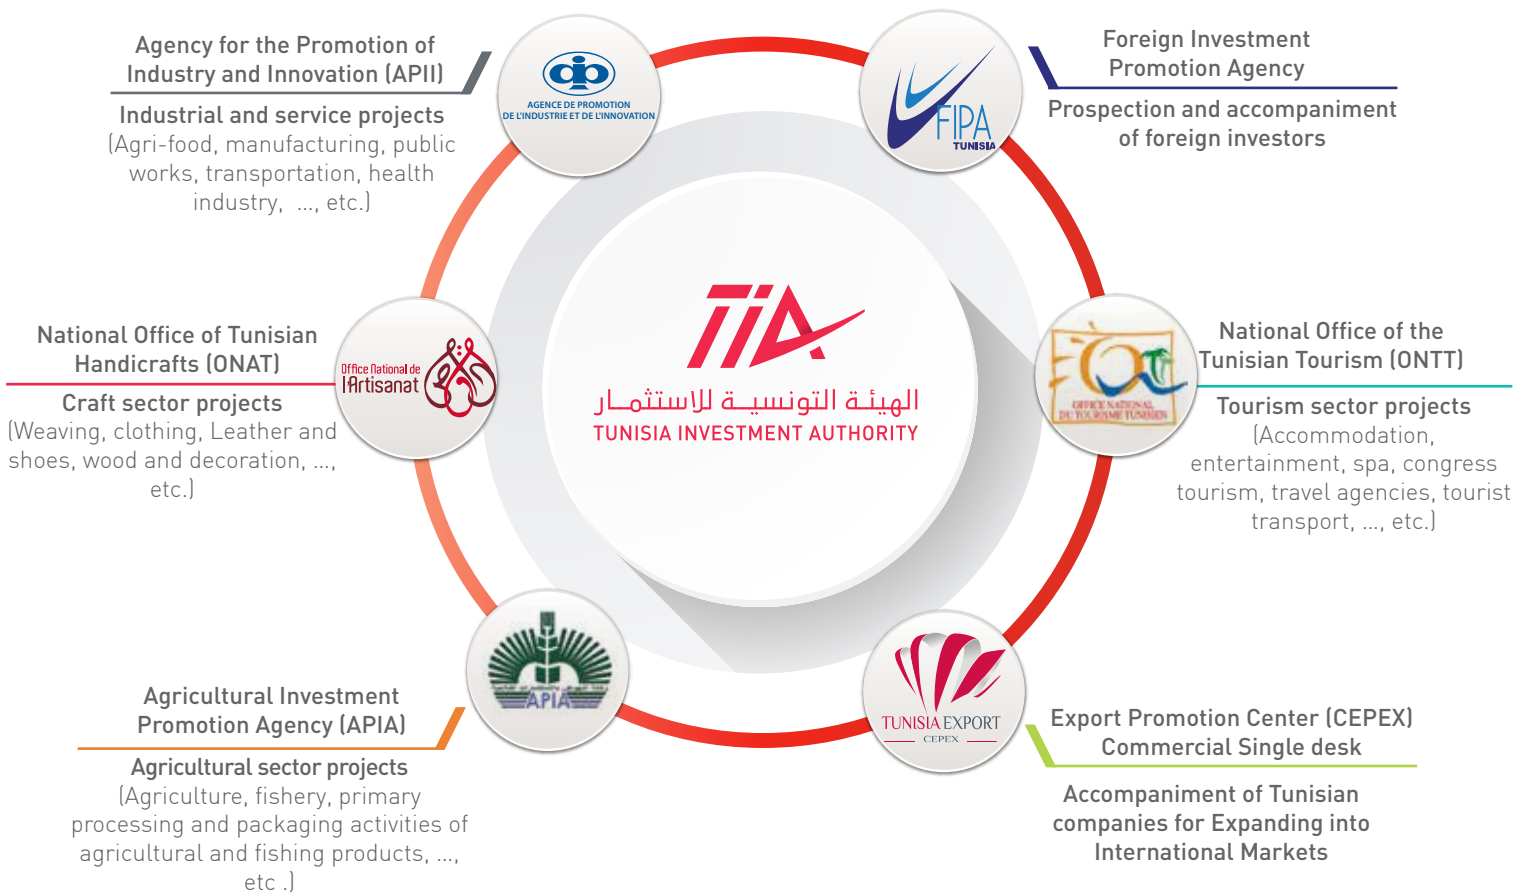 Agency for the Promotion of
Industry and Innovation (APII)
Industrial and service projects
(Agri-food, manufacturing, public
works, transportation, health
industry, ..., etc.)
AGENCE DE PROMOTION
DE L'INDUSTRIE ET DE L'INNOVATION
FIPA
TUNISIA
Foreign Investment
Promotion Agency
Prospection and accompaniment
of foreign investors
National Office of Tunisian
Handicrafts (ONAT)
Craft sector projects
(Weaving, clothing, Leather and
shoes, wood and decoration, ...,
etc.)
Office National de
l'Artisanat
TIA
الهيئة التونسية للاستثمار
TUNISIA INVESTMENT AUTHORITY
OFFICE NATIONAL
DU TOURISME TUNISIEN
National Office of the
Tunisian Tourism (ONTT)
Tourism sector projects
(Accommodation,
entertainment, spa, congress
tourism, travel agencies, tourist
transport, ..., etc.)
Agricultural Investment
Promotion Agency (APIA)
Agricultural sector projects
(Agriculture, fishery, primary
processing and packaging activities of
agricultural and fishing products, ...,
etc .)
APIA
TUNISIA EXPORT
CEPEX
Export Promotion Center (CEPEX)
Commercial Single desk
Accompaniment of Tunisian
companies for Expanding into
International Markets